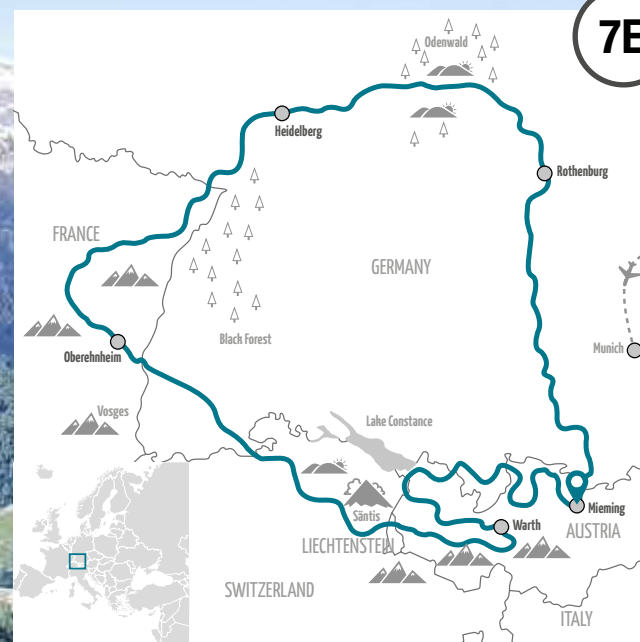 7E
Odenwald
Heidelberg
Rothenburg
FRANCE
GERMANY
Munich
Black Forest
Oberehnheim
Vosges
Lake Constance
Säntis
Mieming
Warth
AUSTRIA
LIECHTENSTEIN
SWITZERLAND
ITALY